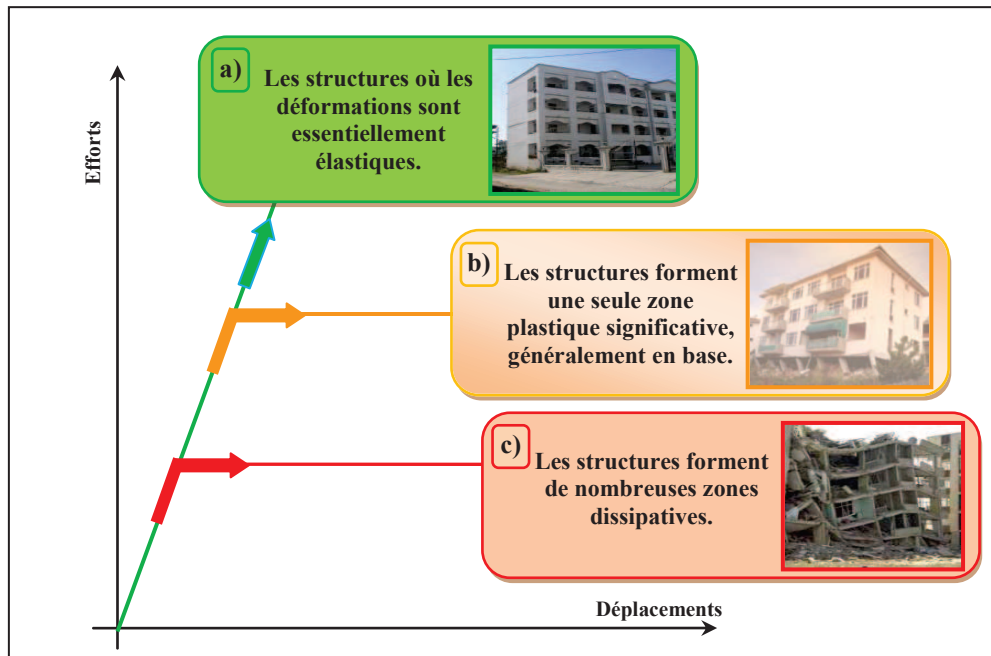 Efforts
a)
Les structures où les
déformations sont
essentiellement
élastiques.
b)
Les structures forment
une seule zone
plastique significative,
généralement en base.
c)
Les structures forment
de nombreuses zones
dissipatives.
Déplacements